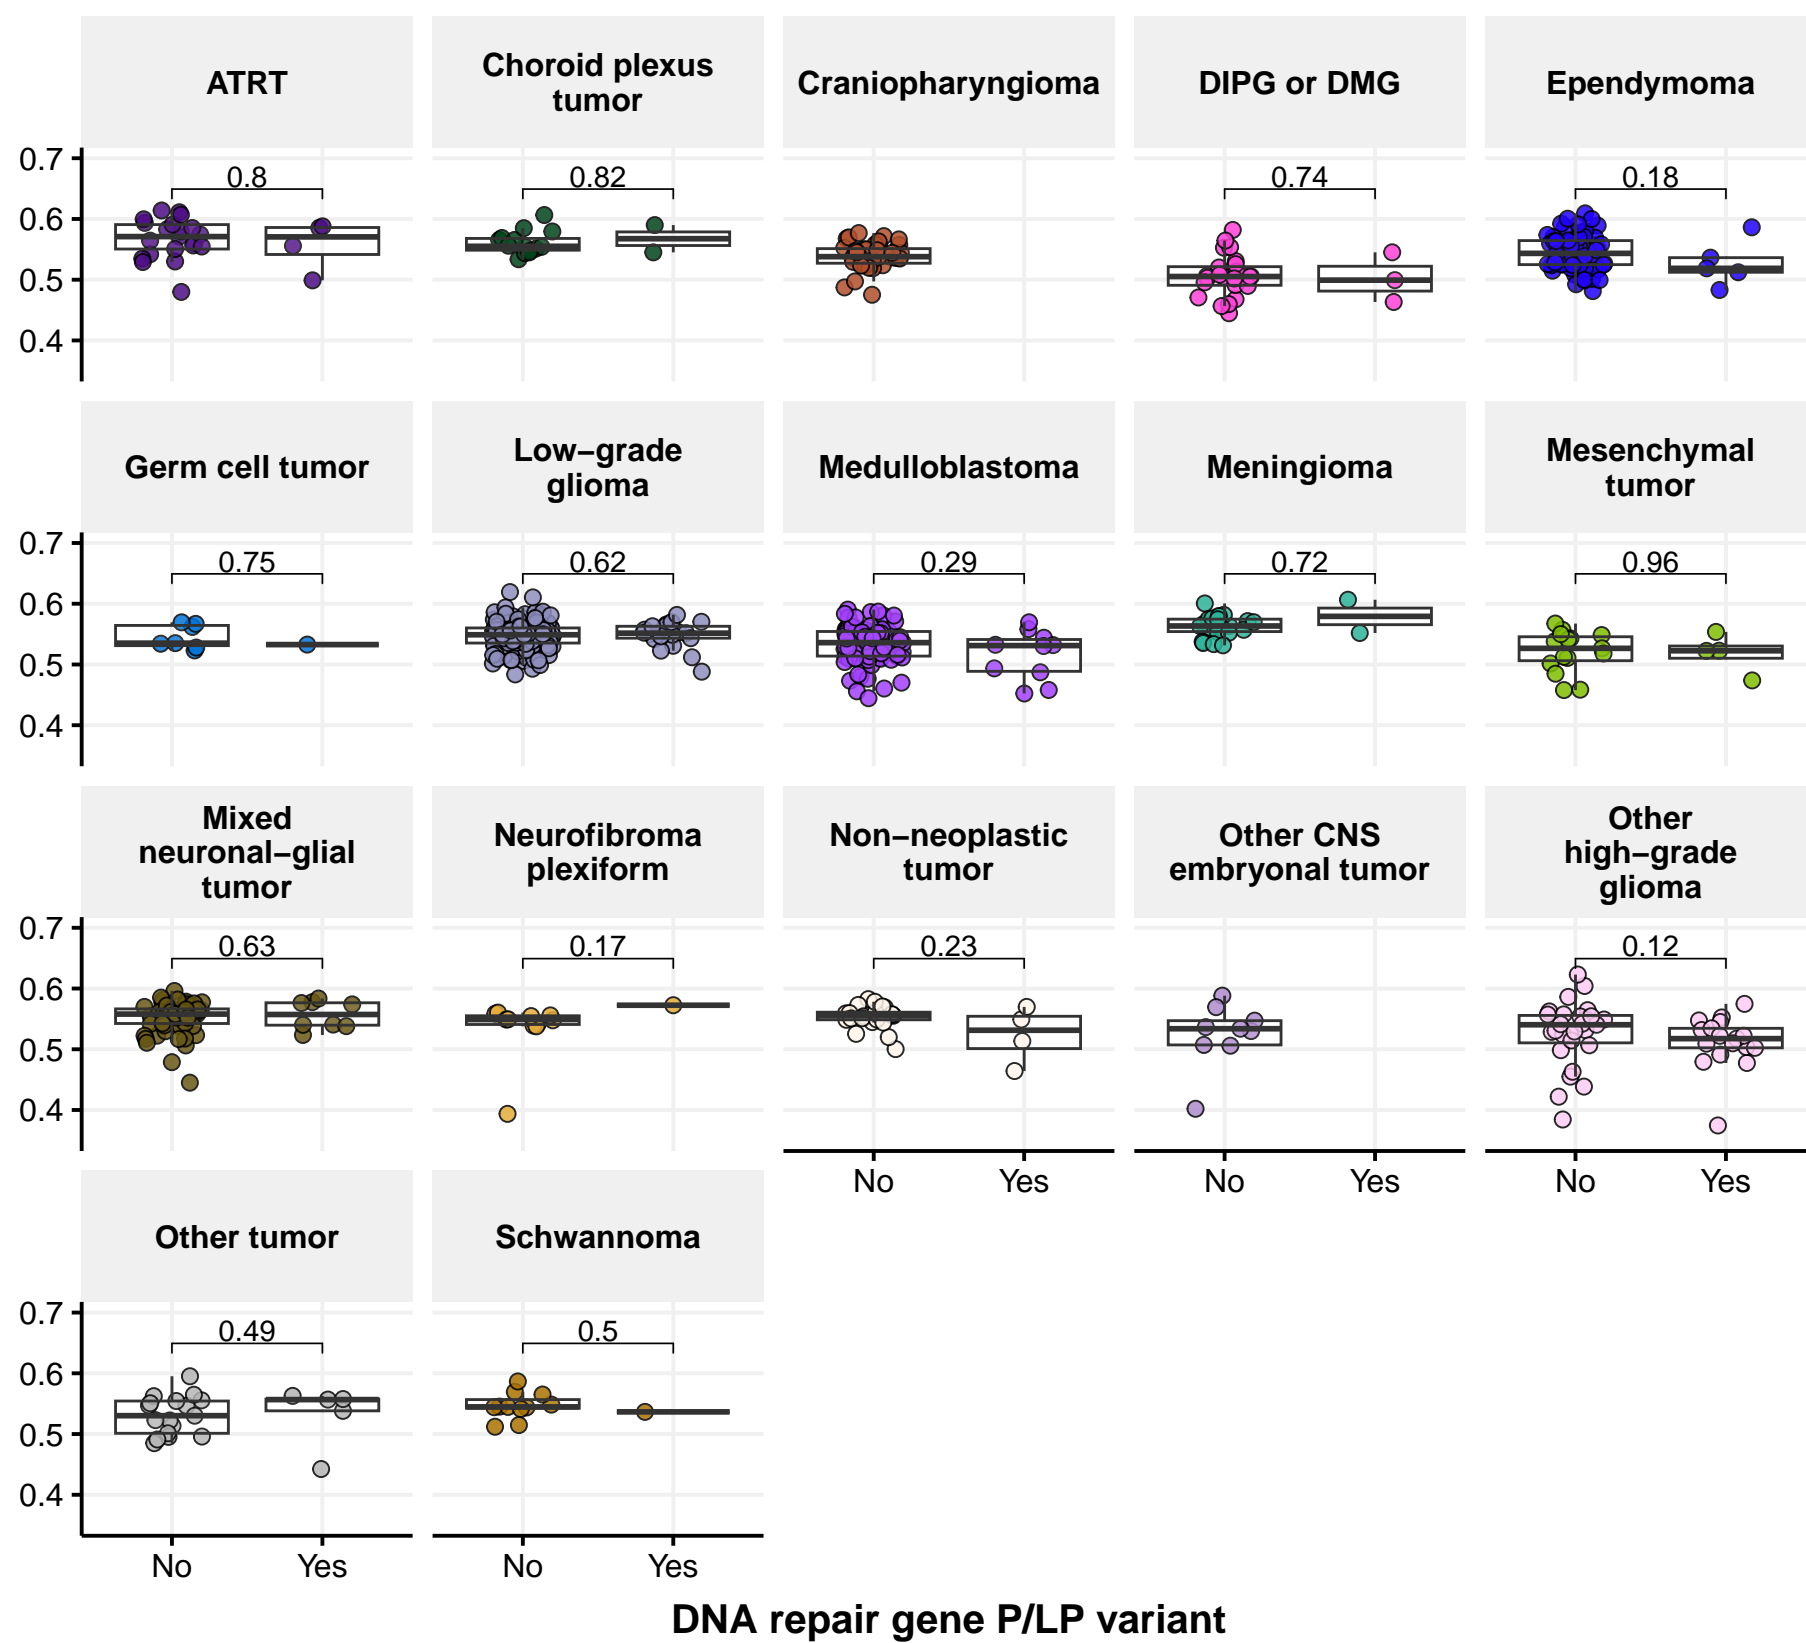 ATRT
Choroid plexus
tumor
Craniopharyngioma
DIPG or DMG
Ependymoma
0.7
0.6
0.5
0.4
0.8
0.82
0.74
0.18
Germ cell tumor
Low−grade
glioma
Medulloblastoma
Meningioma
Mesenchymal
tumor
0.7
0.6
0.5
0.4
0.75
0.62
0.29
0.72
0.96
Mixed
neuronal−glial
tumor
Neurofibroma
plexiform
Non−neoplastic
tumor
Other CNS
embryonal tumor
Other
high−grade
glioma
0.7
0.6
0.5
0.4
0.63
0.17
0.23
0.12
No Yes
No Yes
No Yes
Other tumor
Schwannoma
0.7
0.6
0.5
0.4
0.49
0.5
No Yes
No Yes
DNA repair gene P/LP variant